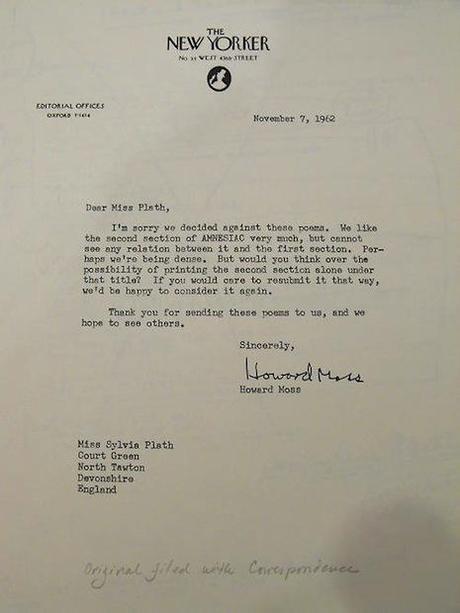 THE
NEW YORKER
No. 25 WEST 43RD STREET
EDITORIAL OFFICES
OXFORD 5-1414
November 7, 1962
Dear Miss Plath,
I'm sorry we decided against these poems. We like
the second section of AMNESIAC very much, but cannot
see any relation between it and the first section. Per-
haps we're being dense. But would you think over the
possibility of printing the second section alone under
that title? If you would care to resubmit it that way,
we'd be happy to consider it again.
Thank you for sending these poems to us, and we
hope to see others.
Sincerely,
Howard Moss
Howard Moss
Miss Sylvia Plath
Court Green
North Tawton
Devonshire
England
Original filed with Correspondence